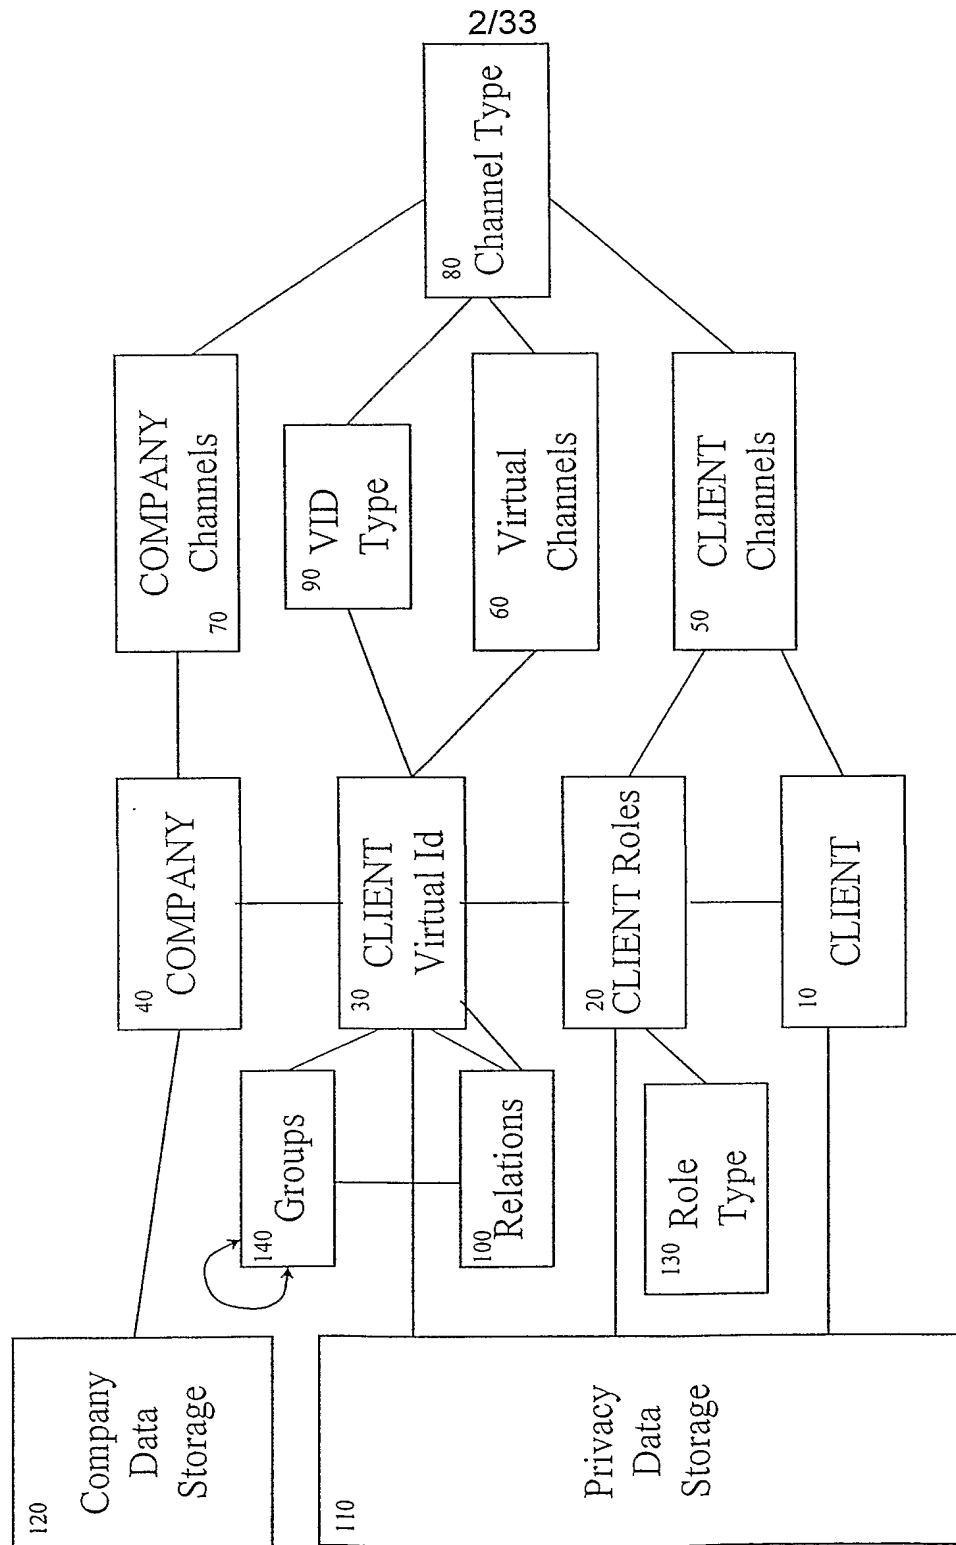 2/33
80
Channel Type
COMPANY
Channels
70
90
VID
Type
Virtual
Channels
60
CLIENT
Channels
50
COMPANY
40
CLIENT
Virtual Id
30
CLIENT Roles
20
CLIENT
10
Groups
140
Relations
100
Role
Type
130
Company
Data
Storage
120
Privacy
Data
Storage
110